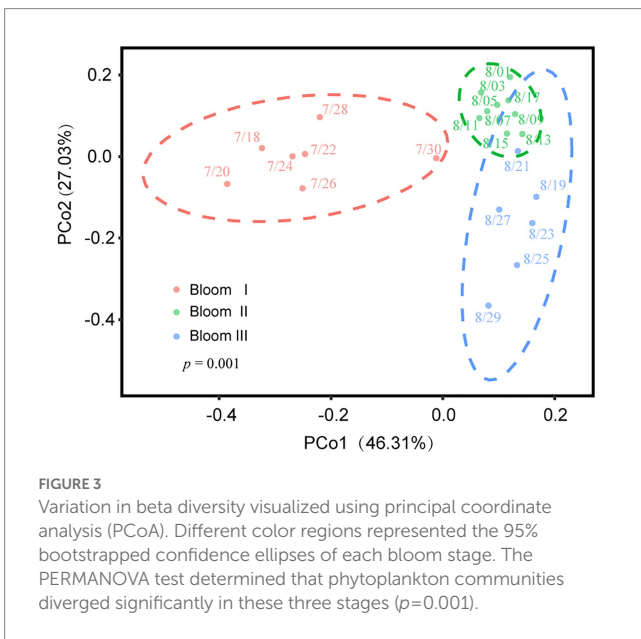 0.2
0.0
-0.2
-0.4
PCo2 (27.03%)
8/01
8/03
8/05
8/17
8/11
8/07
8/09
8/15
8/13
7/28
7/18
7/22
7/24
7/30
7/20
7/26
8/21
8/19
8/27
8/23
8/25
8/29
Bloom I
Bloom II
Bloom III
p = 0.001
-0.4 -0.2 0.0 0.2
PCo1 (46.31%)
FIGURE 3
Variation in beta diversity visualized using principal coordinate
analysis (PCoA). Different color regions represented the 95%
bootstrapped confidence ellipses of each bloom stage. The
PERMANOVA test determined that phytoplankton communities
diverged significantly in these three stages (p=0.001).